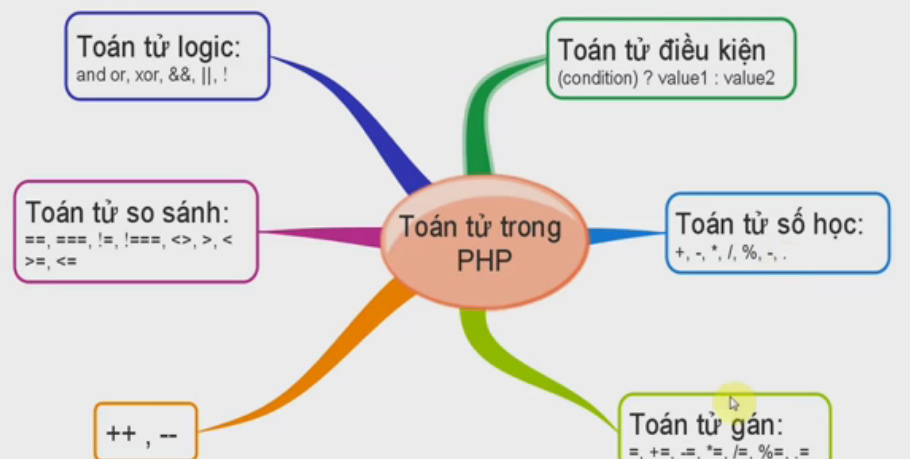 Toán tử logic:
and or, xor, &&, ||, !
Toán tử điều kiện
(condition) ? value1 : value2
Toán tử so sánh:
==, ===, !=, !===, <>, >, <
>=, <=
Toán tử trong
PHP
Toán tử số học:
+, -, *, /, %, -, .
++ , --
Toán tử gán:
=, +=, -=, *=, /=, %=, .=